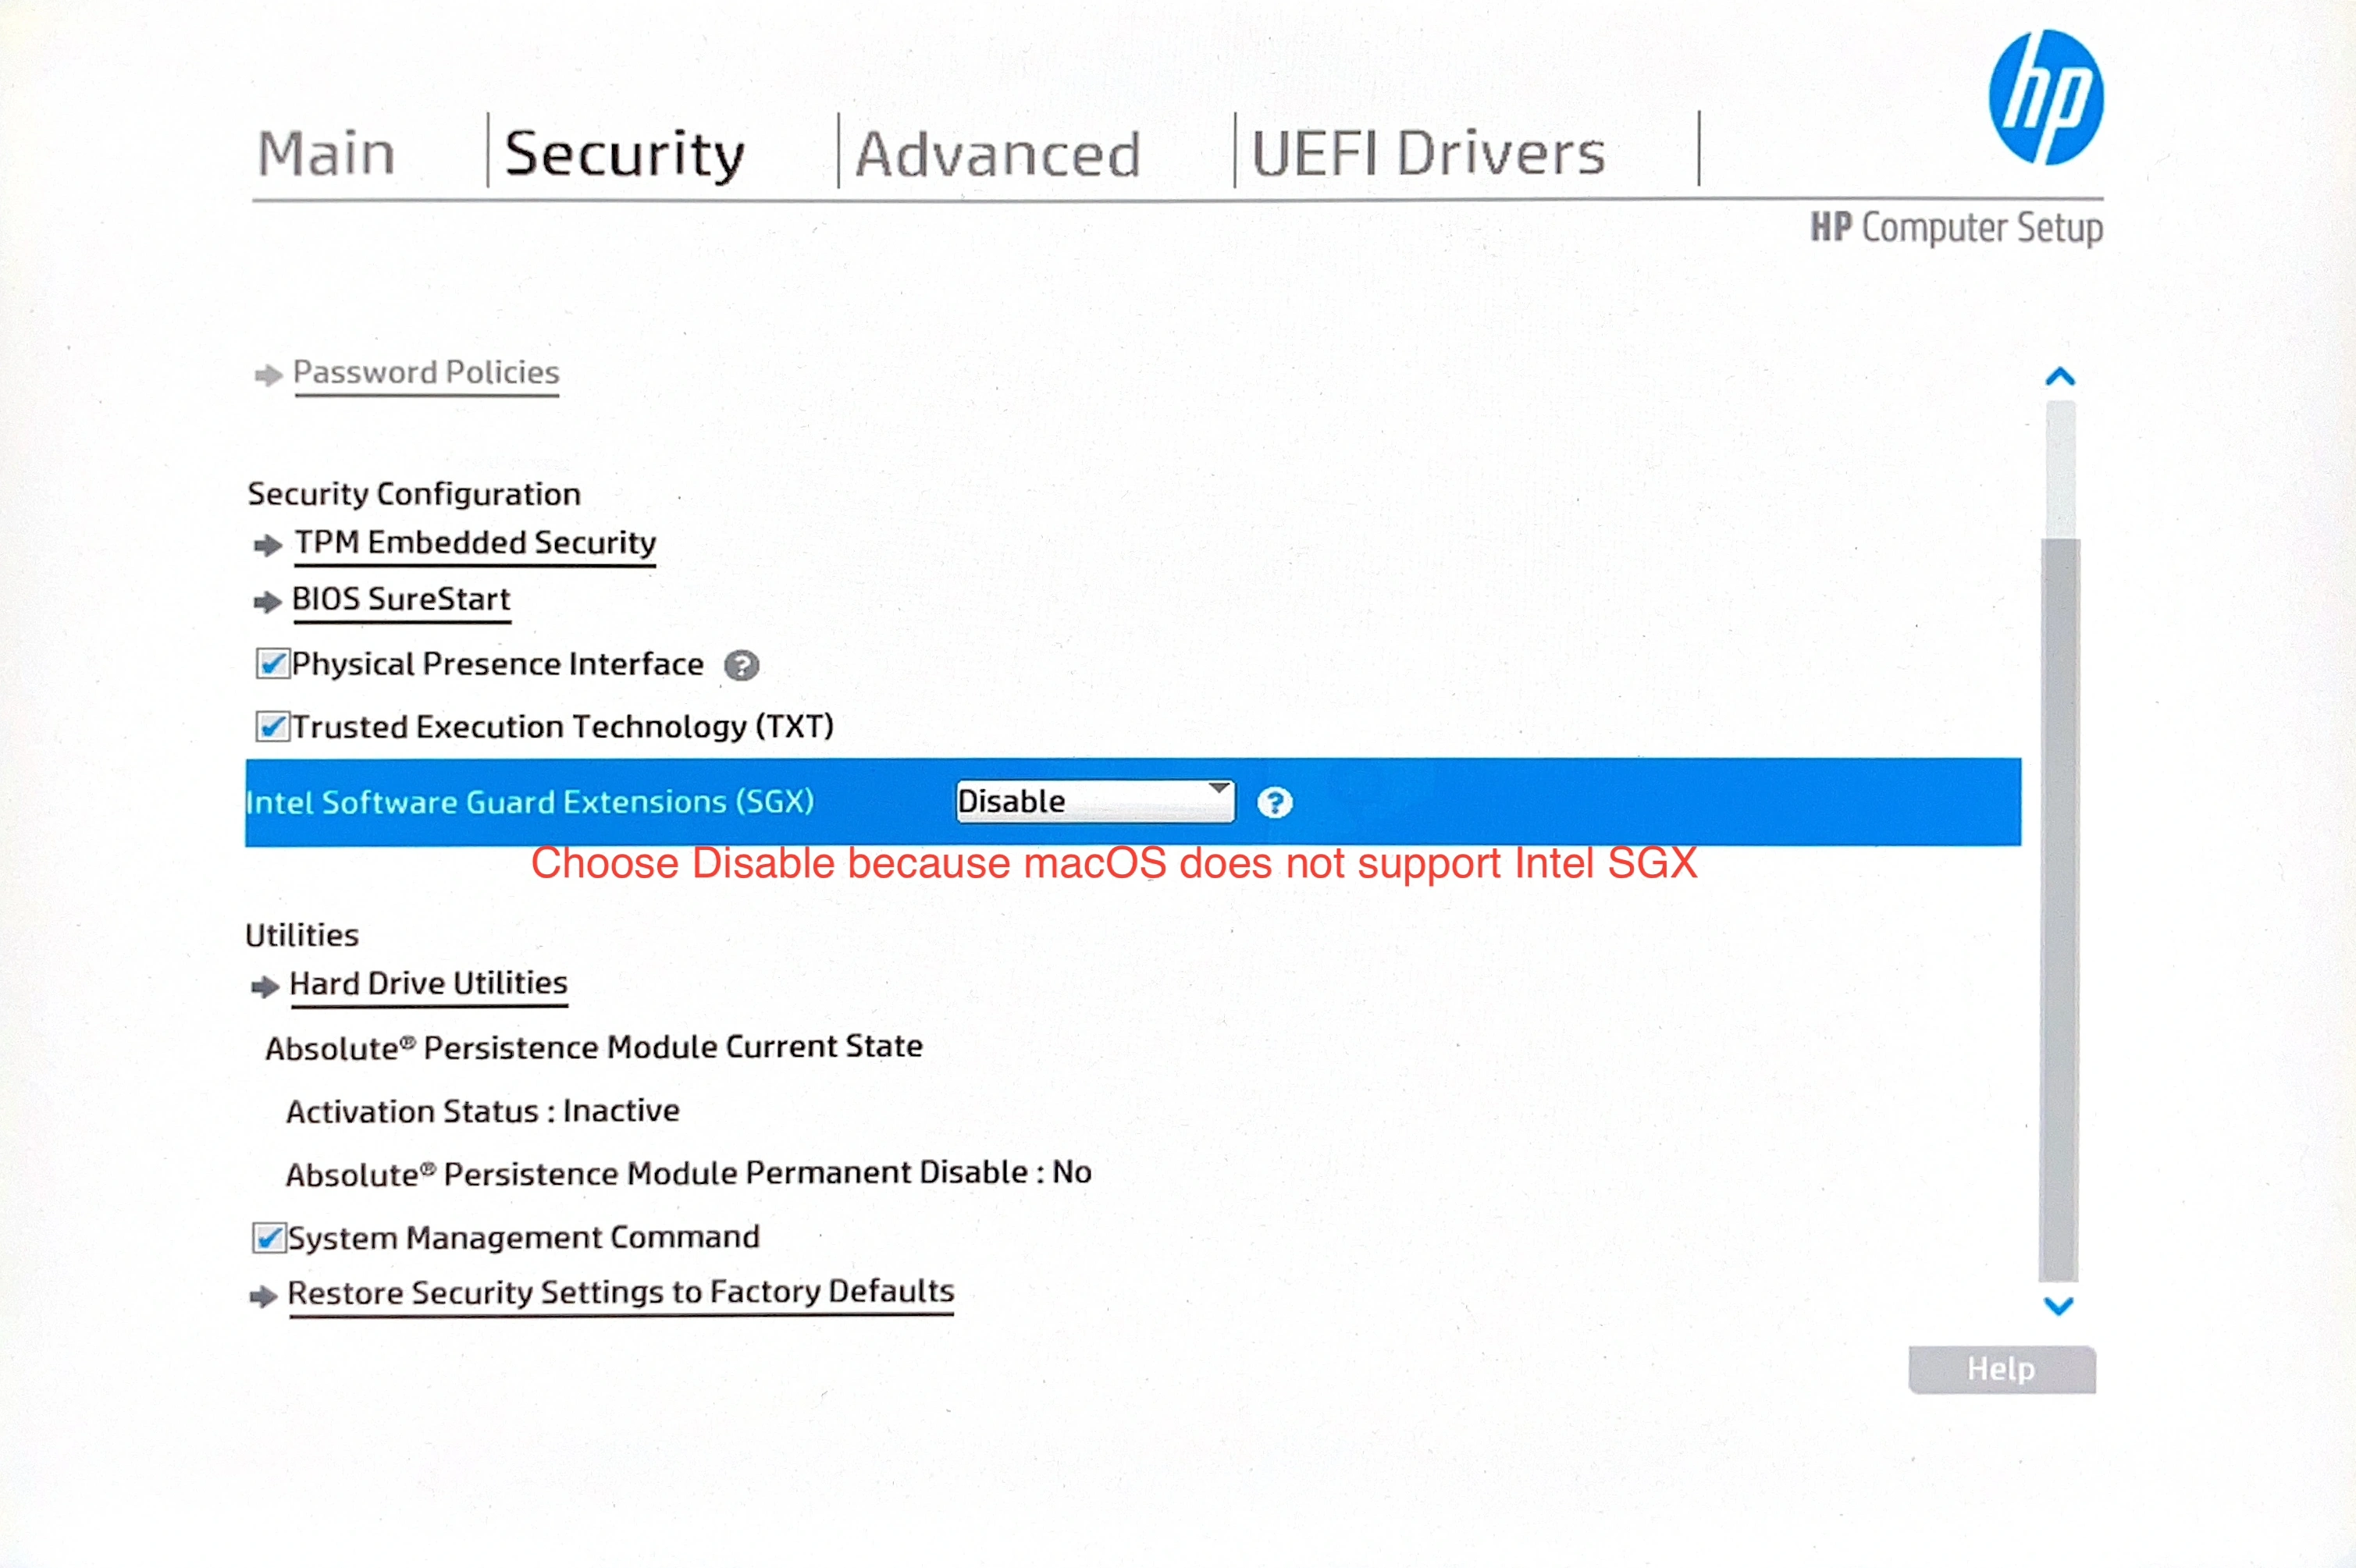 hp
Main
Security
Advanced
UEFI Drivers
HP Computer Setup
Password Policies
Security Configuration
TPM Embedded Security
BIOS SureStart
Physical Presence Interface ?
Trusted Execution Technology (TXT)
Intel Software Guard Extensions (SGX) Disable ?
Choose Disable because macOS does not support Intel SGX
Utilities
Hard Drive Utilities
Absolute® Persistence Module Current State
Activation Status : Inactive
Absolute® Persistence Module Permanent Disable : No
System Management Command
Restore Security Settings to Factory Defaults
Help